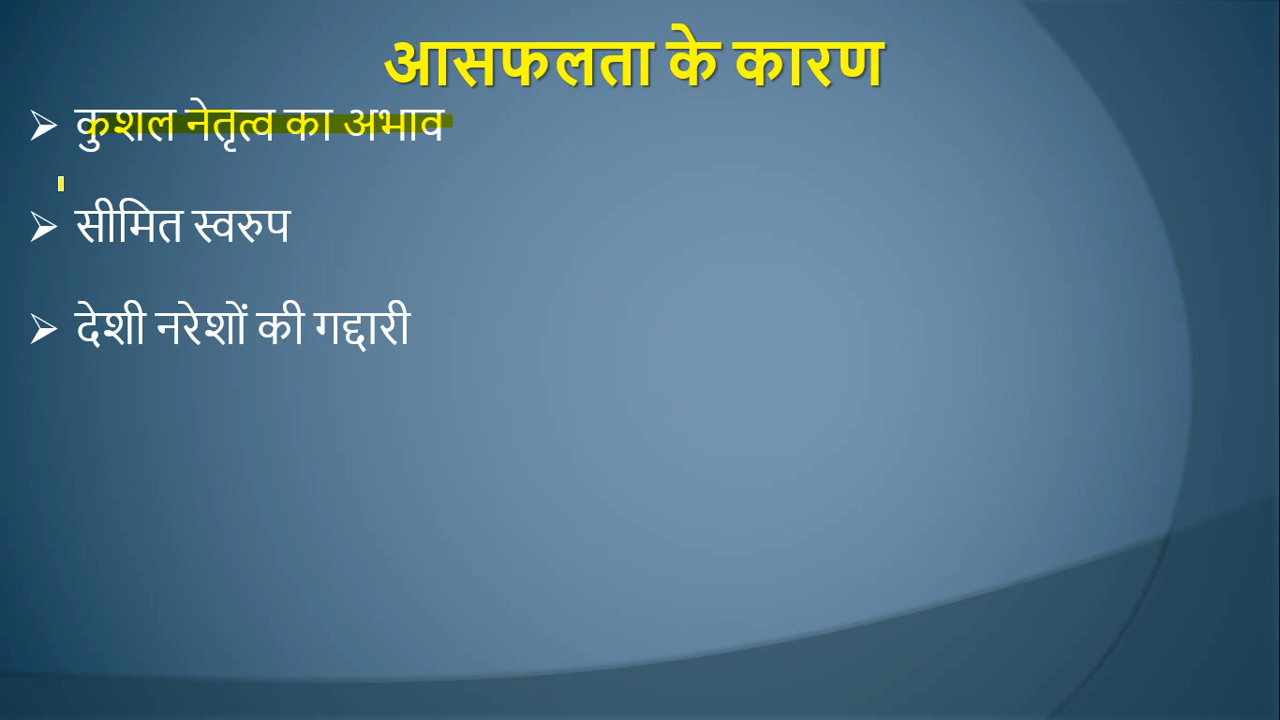 आसफलता के कारण
➢ कुशल नेतृत्व का अभाव
➢ सीमित स्वरुप
➢ देशी नरेशों की गद्दारी